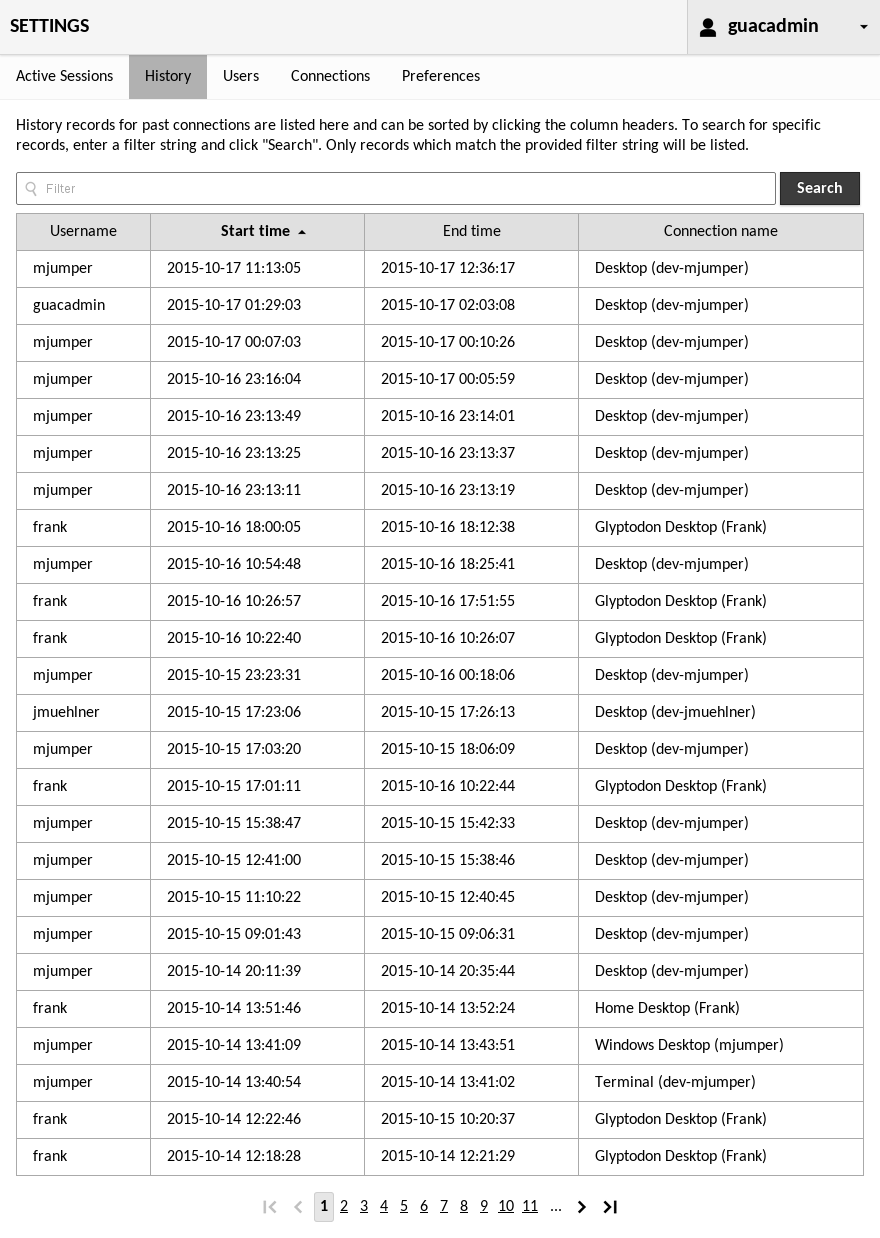 SETTINGS guacadmin
Active Sessions History Users Connections Preferences
History records for past connections are listed here and can be sorted by clicking the column headers. To search for specific
records, enter a filter string and click "Search". Only records which match the provided filter string will be listed.
Filter Search
Username Start time End time Connection name
mjumper 2015-10-17 11:13:05 2015-10-17 12:36:17 Desktop (dev-mjumper)
guacadmin 2015-10-17 01:29:03 2015-10-17 02:03:08 Desktop (dev-mjumper)
mjumper 2015-10-17 00:07:03 2015-10-17 00:10:26 Desktop (dev-mjumper)
mjumper 2015-10-16 23:16:04 2015-10-17 00:05:59 Desktop (dev-mjumper)
mjumper 2015-10-16 23:13:49 2015-10-16 23:14:01 Desktop (dev-mjumper)
mjumper 2015-10-16 23:13:25 2015-10-16 23:13:37 Desktop (dev-mjumper)
mjumper 2015-10-16 23:13:11 2015-10-16 23:13:19 Desktop (dev-mjumper)
frank 2015-10-16 18:00:05 2015-10-16 18:12:38 Glyptodon Desktop (Frank)
mjumper 2015-10-16 10:54:48 2015-10-16 18:25:41 Desktop (dev-mjumper)
frank 2015-10-16 10:26:57 2015-10-16 17:51:55 Glyptodon Desktop (Frank)
frank 2015-10-16 10:22:40 2015-10-16 10:26:07 Glyptodon Desktop (Frank)
mjumper 2015-10-15 23:23:31 2015-10-16 00:18:06 Desktop (dev-mjumper)
jmuehlner 2015-10-15 17:23:06 2015-10-15 17:26:13 Desktop (dev-jmuehlner)
mjumper 2015-10-15 17:03:20 2015-10-15 18:06:09 Desktop (dev-mjumper)
frank 2015-10-15 17:01:11 2015-10-16 10:22:44 Glyptodon Desktop (Frank)
mjumper 2015-10-15 15:38:47 2015-10-15 15:42:33 Desktop (dev-mjumper)
mjumper 2015-10-15 12:41:00 2015-10-15 15:38:46 Desktop (dev-mjumper)
mjumper 2015-10-15 11:10:22 2015-10-15 12:40:45 Desktop (dev-mjumper)
mjumper 2015-10-15 09:01:43 2015-10-15 09:06:31 Desktop (dev-mjumper)
mjumper 2015-10-14 20:11:39 2015-10-14 20:35:44 Desktop (dev-mjumper)
frank 2015-10-14 13:51:46 2015-10-14 13:52:24 Home Desktop (Frank)
mjumper 2015-10-14 13:41:09 2015-10-14 13:43:51 Windows Desktop (mjumper)
mjumper 2015-10-14 13:40:54 2015-10-14 13:41:02 Terminal (dev-mjumper)
frank 2015-10-14 12:22:46 2015-10-15 10:20:37 Glyptodon Desktop (Frank)
frank 2015-10-14 12:18:28 2015-10-14 12:21:29 Glyptodon Desktop (Frank)
1 2 3 4 5 6 7 8 9 10 11 ...